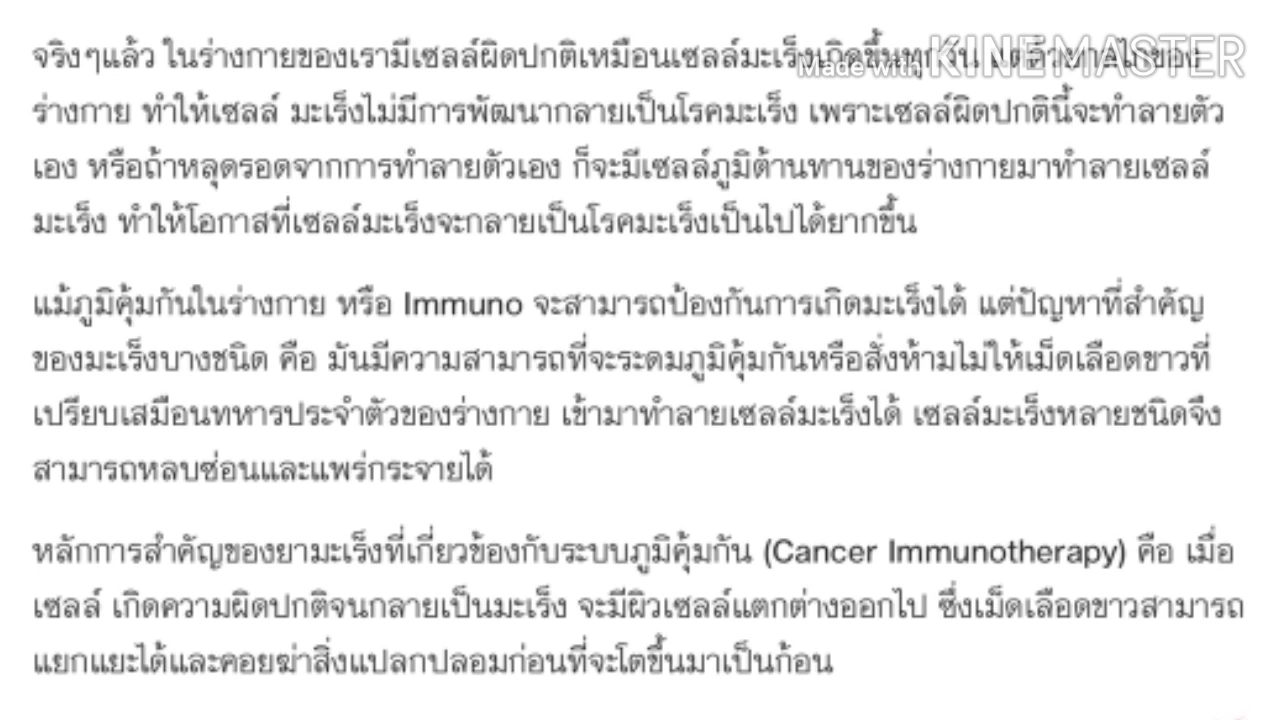 จริงๆแล้ว ในร่างกายของเรามีเซลล์ผิดปกติเหมือนเซลล์มะเร็งเกิดขึ้นทุกวัน แต่ด้วยกลไกของ
Made with KINEMASTER
ร่างกาย ทำให้เซลล์ มะเร็งไม่มีการพัฒนากลายเป็นโรคมะเร็ง เพราะเซลล์ผิดปกตินี้จะทำลายตัว
เอง หรือถ้าหลุดรอดจากการทำลายตัวเอง ก็จะมีเซลล์ภูมิต้านทานของร่างกายมาทำลายเซลล์
มะเร็ง ทำให้โอกาสที่เซลล์มะเร็งจะกลายเป็นโรคมะเร็งเป็นไปได้ยากขึ้น
แม้ภูมิคุ้มกันในร่างกาย หรือ Immuno จะสามารถป้องกันการเกิดมะเร็งได้ แต่ปัญหาที่สำคัญ
ของมะเร็งบางชนิด คือ มันมีความสามารถที่จะระดมภูมิคุ้มกันหรือสั่งห้ามไม่ให้เม็ดเลือดขาวที่
เปรียบเสมือนทหารประจำตัวของร่างกาย เข้ามาทำลายเซลล์มะเร็งได้ เซลล์มะเร็งหลายชนิดจึง
สามารถหลบซ่อนและแพร่กระจายได้
หลักการสำคัญของยามะเร็งที่เกี่ยวข้องกับระบบภูมิคุ้มกัน (Cancer Immunotherapy) คือ เมื่อ
เซลล์ เกิดความผิดปกติจนกลายเป็นมะเร็ง จะมีผิวเซลล์แตกต่างออกไป ซึ่งเม็ดเลือดขาวสามารถ
แยกแยะได้และคอยฆ่าสิ่งแปลกปลอมก่อนที่จะโตขึ้นมาเป็นก้อน